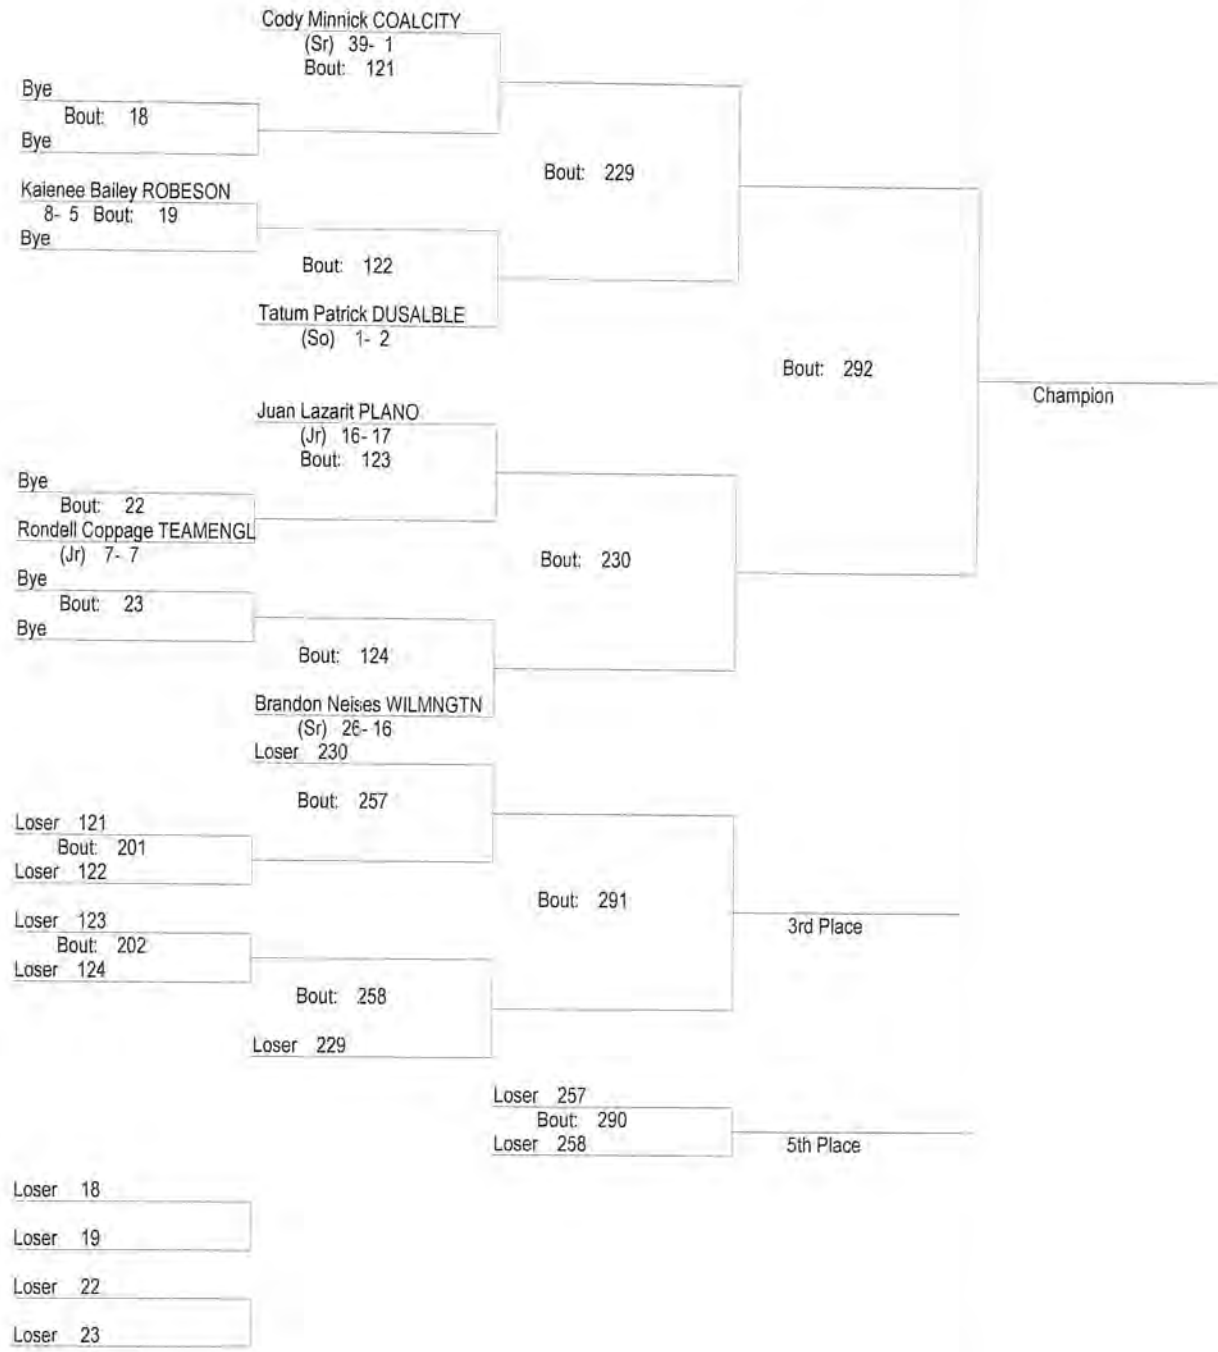 Cody Minnick COALCITY
(Sr) 39- 1
Bout: 121
Bye
Bout: 18
Bye
Bout: 229
Kaienee Bailey ROBESON
8- 5 Bout: 19
Bye
Bout: 122
Tatum Patrick DUSALBLE
(So) 1- 2
Bout: 292
Champion
Juan Lazarit PLANO
(Jr) 16- 17
Bout: 123
Bye
Bout: 22
Rondell Coppage TEAMENGL
(Jr) 7- 7
Bout: 230
Bye
Bout: 23
Bye
Bout: 124
Brandon Neises WILMNGTN
(Sr) 26- 16
Loser 230
Bout: 257
Loser 121
Bout: 201
Loser 122
Bout: 291
Loser 123
Bout: 202
Loser 124
3rd Place
Bout: 258
Loser 229
Loser 257
Bout: 290
Loser 258
5th Place
Loser 18
Loser 19
Loser 22
Loser 23